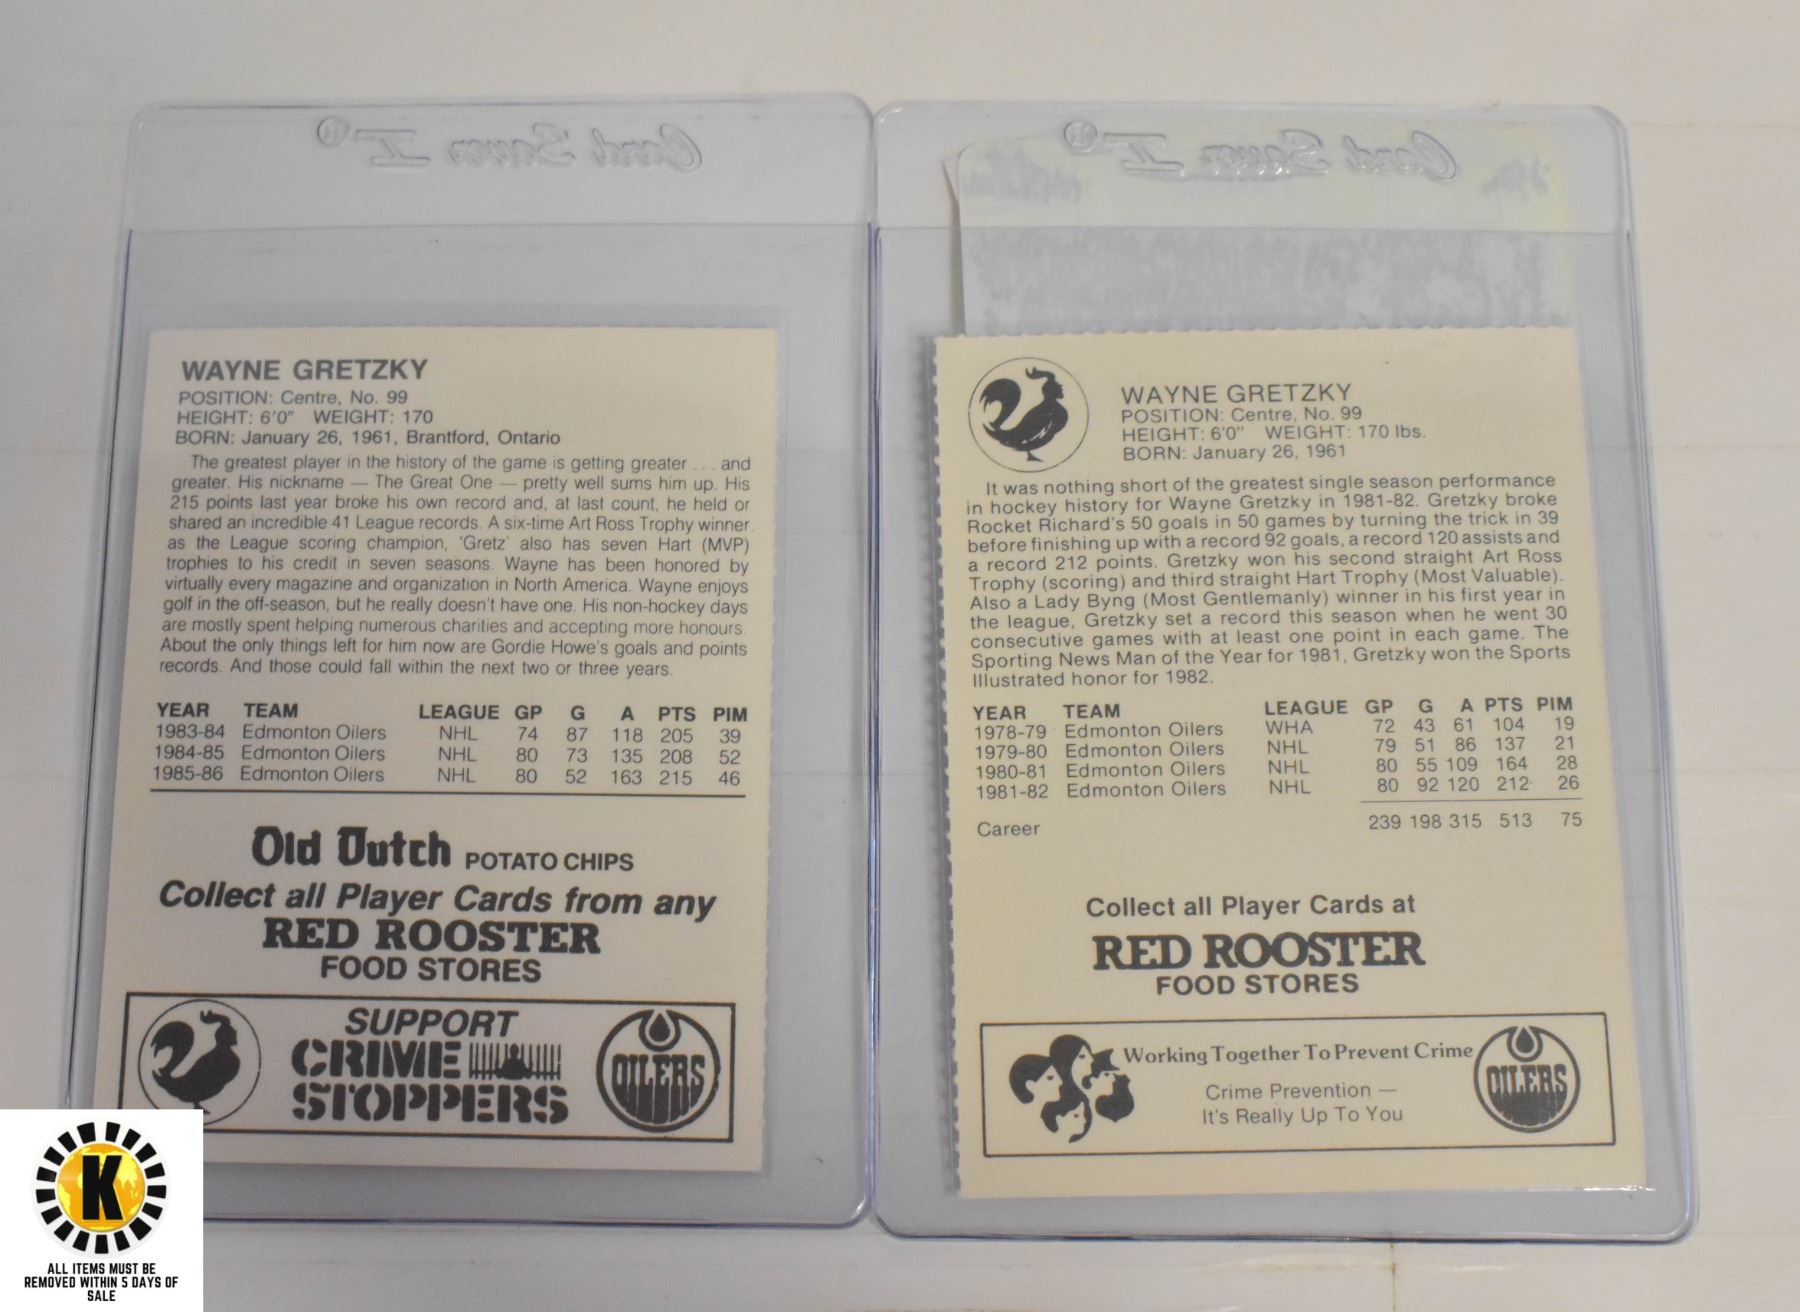 Card Saver II®
WAYNE GRETZKY
POSITION: Centre, No. 99
HEIGHT: 6'0" WEIGHT: 170
BORN: January 26, 1961, Brantford, Ontario
The greatest player in the history of the game is getting greater . . . and
greater. His nickname — The Great One — pretty well sums him up. His
215 points last year broke his own record and, at last count, he held or
shared an incredible 41 League records. A six-time Art Ross Trophy winner
as the League scoring champion, 'Gretz' also has seven Hart (MVP)
trophies to his credit in seven seasons. Wayne has been honored by
virtually every magazine and organization in North America. Wayne enjoys
golf in the off-season, but he really doesn't have one. His non-hockey days
are mostly spent helping numerous charities and accepting more honours.
About the only things left for him now are Gordie Howe's goals and points
records. And those could fall within the next two or three years.
YEAR TEAM LEAGUE GP G A PTS PIM
1983-84 Edmonton Oilers NHL 74 87 118 205 39
1984-85 Edmonton Oilers NHL 80 73 135 208 52
1985-86 Edmonton Oilers NHL 80 52 163 215 46
Old Dutch POTATO CHIPS
Collect all Player Cards from any
RED ROOSTER
FOOD STORES
SUPPORT
CRIME
STOPPERS
OILERS
Card Saver II®
WAYNE GRETZKY
POSITION: Centre, No. 99
HEIGHT: 6'0" WEIGHT: 170 lbs.
BORN: January 26, 1961
It was nothing short of the greatest single season performance
in hockey history for Wayne Gretzky in 1981-82. Gretzky broke
Rocket Richard's 50 goals in 50 games by turning the trick in 39
before finishing up with a record 92 goals, a record 120 assists and
a record 212 points. Gretzky won his second straight Art Ross
Trophy (scoring) and third straight Hart Trophy (Most Valuable).
Also a Lady Byng (Most Gentlemanly) winner in his first year in
the league, Gretzky set a record this season when he went 30
consecutive games with at least one point in each game. The
Sporting News Man of the Year for 1981, Gretzky won the Sports
Illustrated honor for 1982.
YEAR TEAM LEAGUE GP G A PTS PIM
1978-79 Edmonton Oilers WHA 72 43 61 104 19
1979-80 Edmonton Oilers NHL 79 51 86 137 21
1980-81 Edmonton Oilers NHL 80 55 109 164 28
1981-82 Edmonton Oilers NHL 80 92 120 212 26
Career 239 198 315 513 75
Collect all Player Cards at
RED ROOSTER
FOOD STORES
Working Together To Prevent Crime
Crime Prevention —
It's Really Up To You
OILERS
K
ALL ITEMS MUST BE
REMOVED WITHIN 5 DAYS OF
SALE